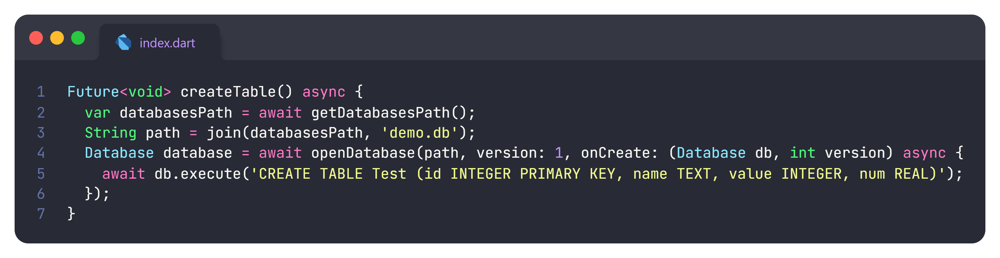 index.dart
1 Future<void> createTable() async {
2   var databasesPath = await getDatabasesPath();
3   String path = join(databasesPath, 'demo.db');
4   Database database = await openDatabase(path, version: 1, onCreate: (Database db, int version) async {
5     await db.execute('CREATE TABLE Test (id INTEGER PRIMARY KEY, name TEXT, value INTEGER, num REAL)');
6   });
7 }